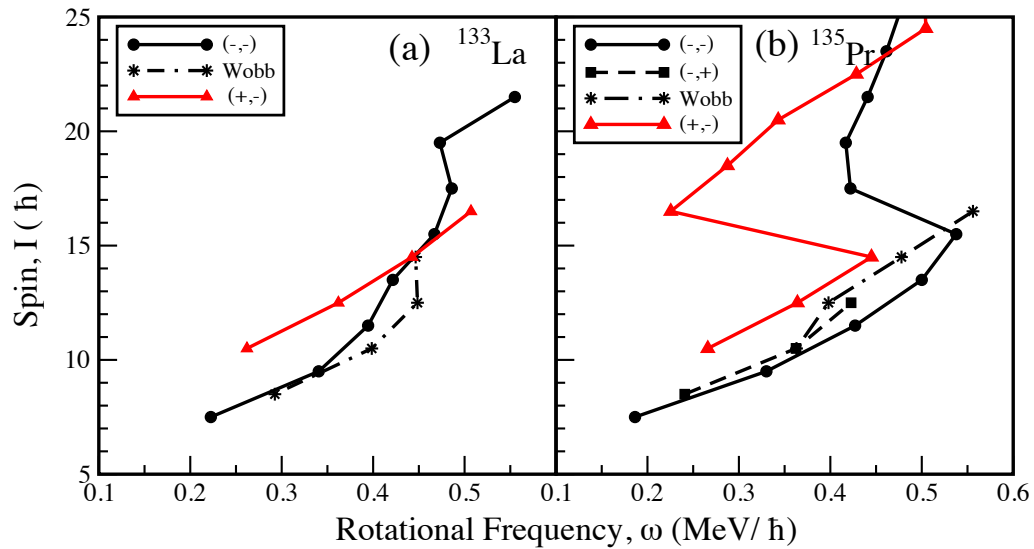 25
20
15
10
5
Spin, I ( ħ)
(-,-)
Wobb
(+,-)
(a) ¹³³La
(-,-)
(-,+)
Wobb
(+,-)
(b) ¹³⁵Pr
0.1 0.2 0.3 0.4 0.5 0.1 0.2 0.3 0.4 0.5 0.6
Rotational Frequency, ω (MeV/ ħ)